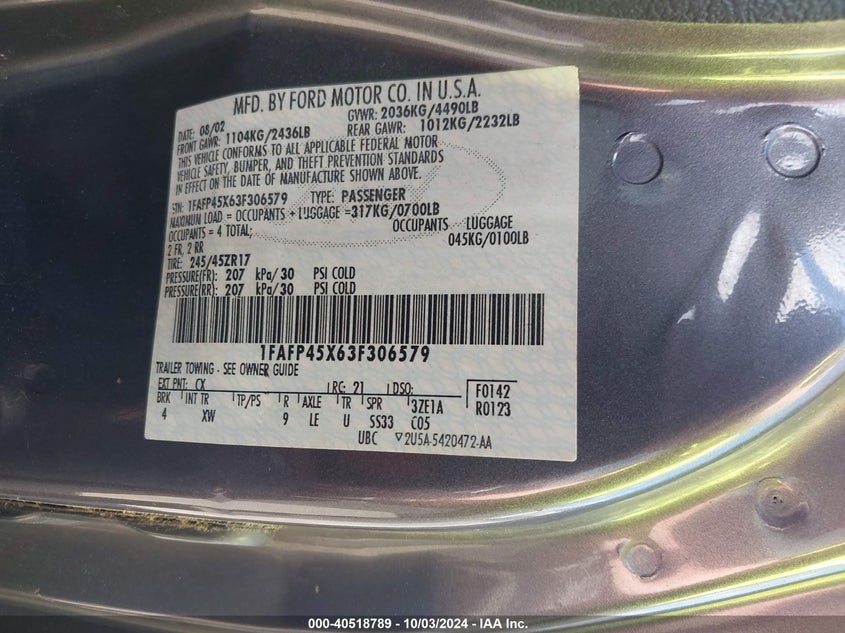 MFD. BY FORD MOTOR CO. IN U.S.A.
DATE: 08/02 GVWR: 2036KG/4490LB
FRONT GAWR: 1104KG/2436LB REAR GAWR: 1012KG/2232LB
THIS VEHICLE CONFORMS TO ALL APPLICABLE FEDERAL MOTOR
VEHICLE SAFETY, BUMPER, AND THEFT PREVENTION STANDARDS
IN EFFECT ON THE DATE OF MANUFACTURE SHOWN ABOVE.
VIN: 1FAFP45X63F306579 TYPE: PASSENGER
MAXIMUM LOAD = OCCUPANTS + LUGGAGE =317KG/0700LB
OCCUPANTS = 4 TOTAL; OCCUPANTS LUGGAGE
2 FR, 2 RR 045KG/0100LB
TIRE: 245/45ZR17
PRESSURE(FR): 207 kPa/30 PSI COLD
PRESSURE(RR): 207 kPa/30 PSI COLD
1FAFP45X63F306579
TRAILER TOWING - SEE OWNER GUIDE
EXT PNT: CX RC: 21 DSO: F0142
BRK INT TR TP/PS R AXLE TR SPR 3ZE1A R0123
4 XW 9 LE U SS33 C05
UBC 2U5A-5420472-AA
000-40518789 - 10/03/2024 - IAA Inc.